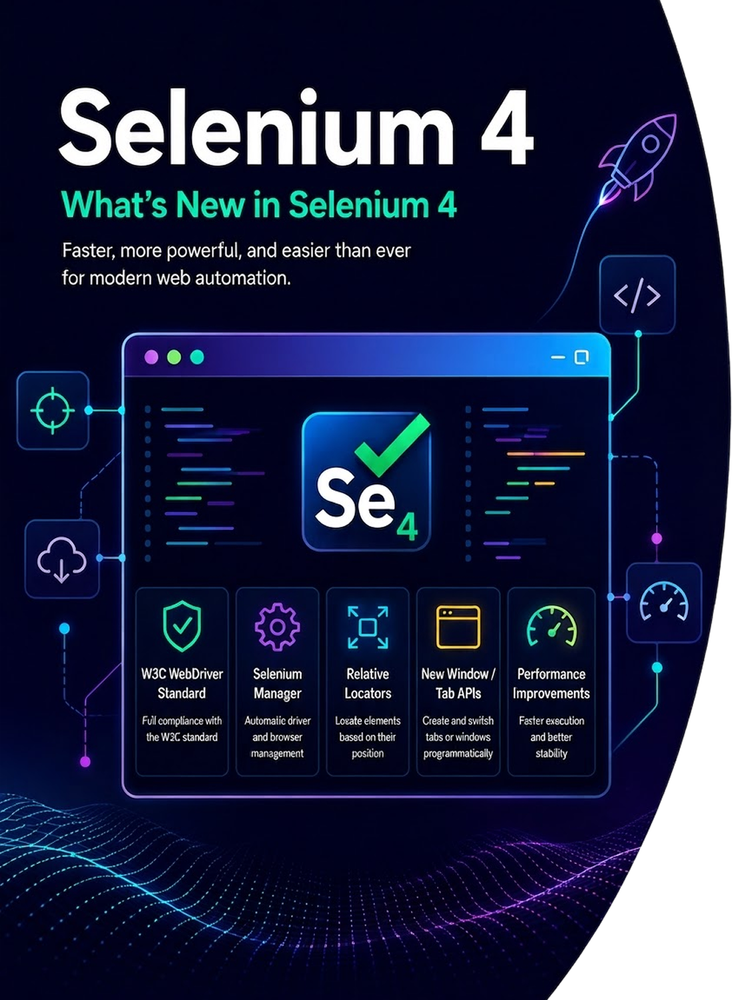 Selenium 4
What's New in Selenium 4
Faster, more powerful, and easier than ever
for modern web automation.
</>
Se
4
W3C WebDriver
Standard
Full compliance with
the W3C standard
Selenium
Manager
Automatic driver
and browser
management
Relative
Locators
Locate elements
based on their
position
New Window /
Tab APIs
Create and switch
tabs or windows
programmatically
Performance
Improvements
Faster execution
and better
stability